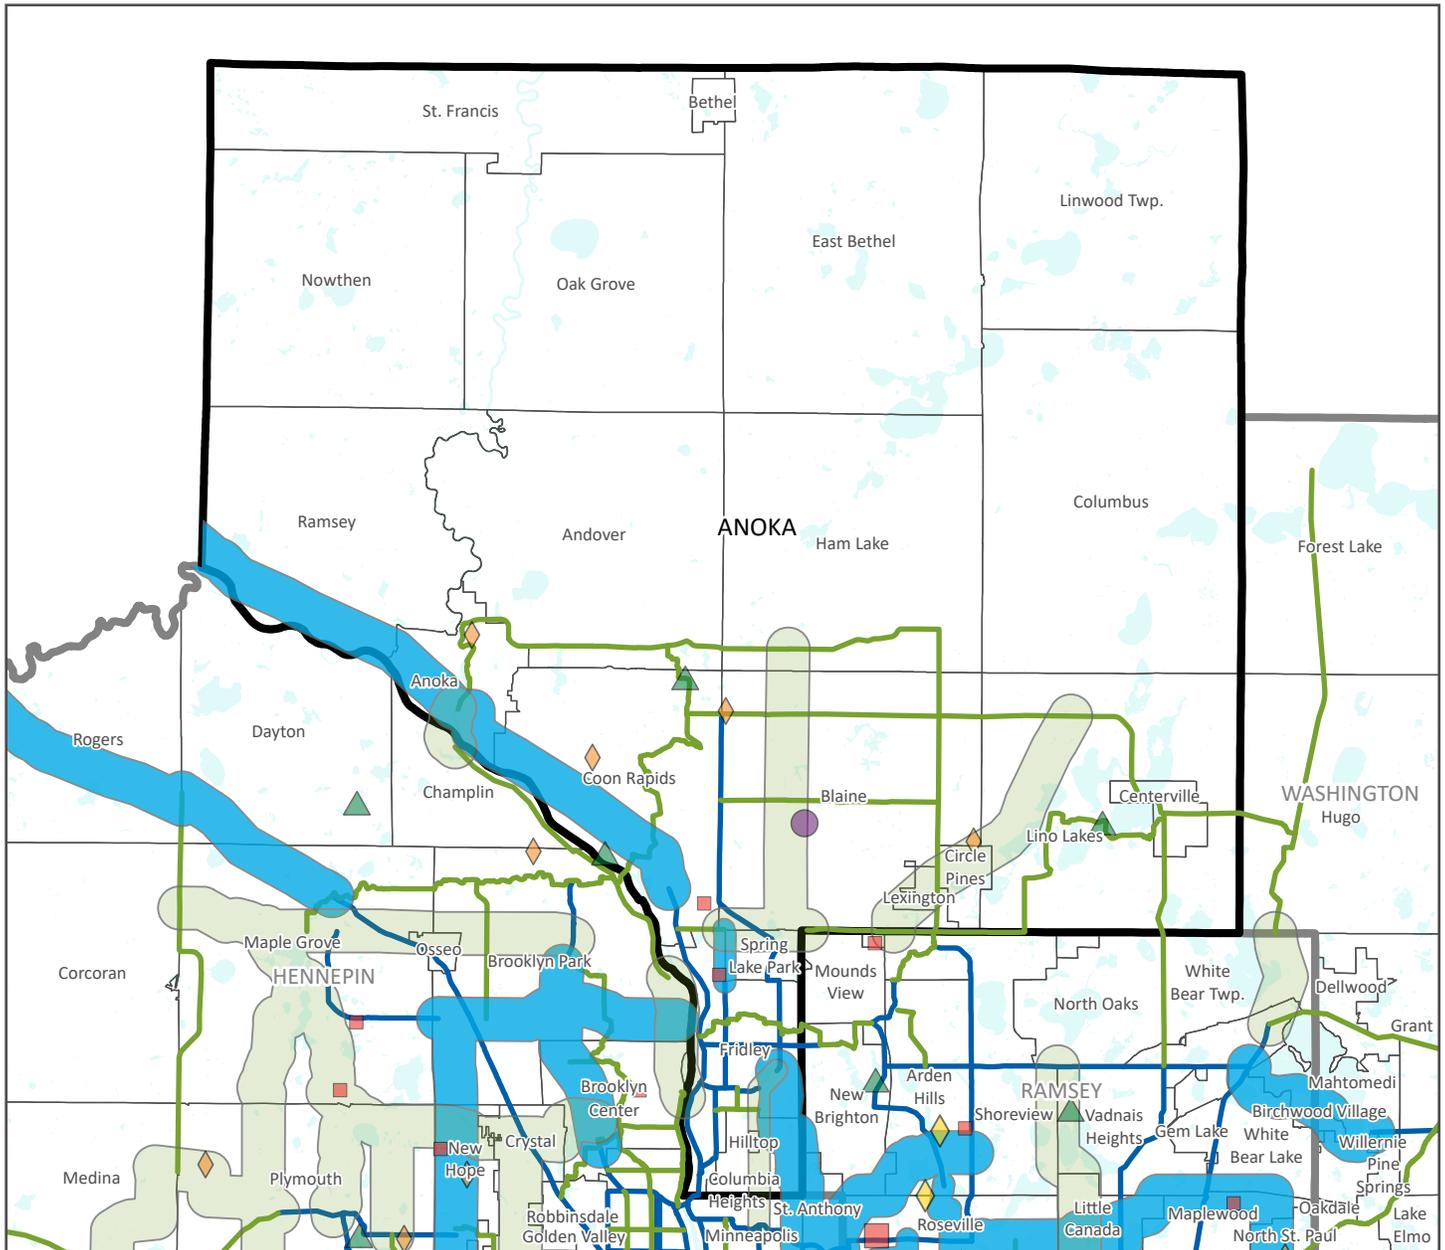 St. Francis
Bethel
Linwood Twp.
East Bethel
Nowthen
Oak Grove
Ramsey
Andover
ANOKA
Ham Lake
Columbus
Forest Lake
Anoka
Rogers
Dayton
Champlin
Coon Rapids
Blaine
Centerville
WASHINGTON
Hugo
Lino Lakes
Circle
Pines
Lexington
Maple Grove
Osseo
HENNEPIN
Brooklyn Park
Corcoran
Spring
Lake Park
Mounds
View
North Oaks
White
Bear Twp.
Dellwood
Grant
Fridley
New
Brighton
Arden
Hills
RAMSEY
Shoreview
Vadnais
Heights
Gem Lake
Mahtomedi
Birchwood Village
White
Bear Lake
Willernie
Pine
Springs
Brooklyn
Center
Crystal
New
Hope
Hilltop
Medina
Plymouth
Columbia
Heights
St. Anthony
Robbinsdale
Golden Valley
Minneapolis
Roseville
Little
Canada
Maplewood
North St. Paul
Oakdale
Lake
Elmo